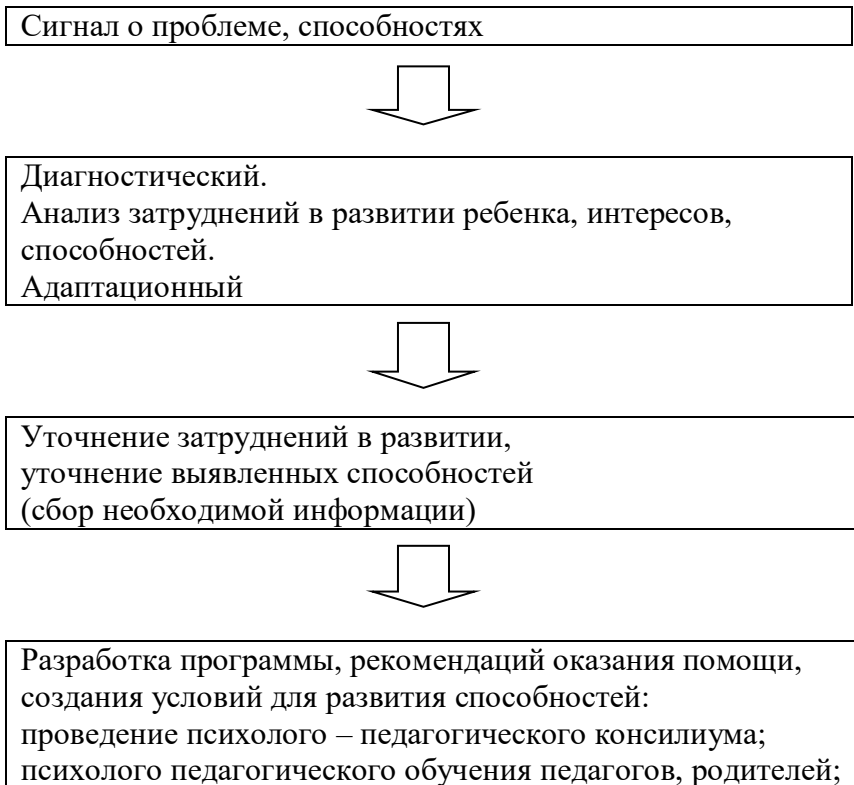 Сигнал о проблеме, способностях
Диагностический.
Анализ затруднений в развитии ребенка, интересов,
способностей.
Адаптационный
Уточнение затруднений в развитии,
уточнение выявленных способностей
(сбор необходимой информации)
Разработка программы, рекомендаций оказания помощи,
создания условий для развития способностей:
проведение психолого – педагогического консилиума;
психолого педагогического обучения педагогов, родителей;